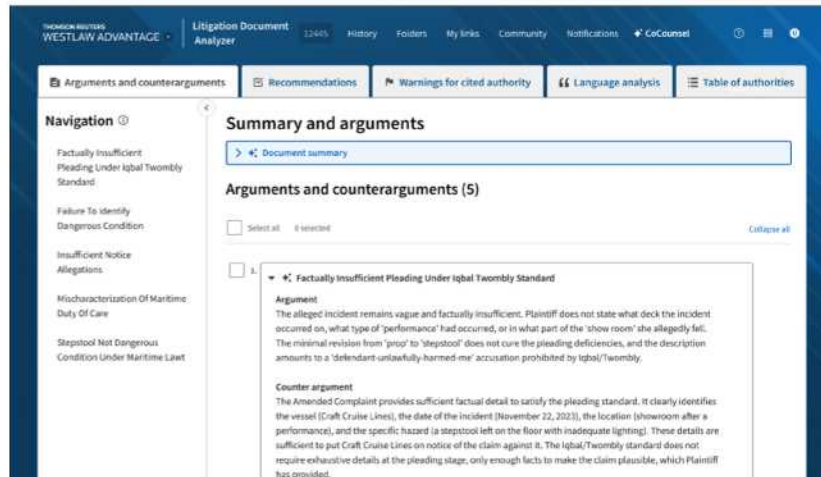 THOMSON REUTERS
WESTLAW ADVANTAGE
Litigation Document
Analyzer
12445 History Folders My links Community Notifications CoCounsel
Arguments and counterarguments
Recommendations
Warnings for cited authority
Language analysis
Table of authorities
Navigation
Factually Insufficient
Pleading Under Iqbal Twombly
Standard
Failure To Identify
Dangerous Condition
Insufficient Notice
Allegations
Mischaracterization Of Maritime
Duty Of Care
Stepstool Not Dangerous
Condition Under Maritime Lawt
Summary and arguments
Document summary
Arguments and counterarguments (5)
Select all 0 selected
Collapse all
1.
Factually Insufficient Pleading Under Iqbal Twombly Standard
Argument
The alleged incident remains vague and factually insufficient. Plaintiff does not state what deck the incident
occurred on, what type of 'performance' had occurred, or in what part of the 'show room' she allegedly fell.
The minimal revision from 'prop' to 'stepstool' does not cure the pleading deficiencies, and the description
amounts to a 'defendant-unlawfully-harmed-me' accusation prohibited by Iqbal/Twombly.
Counter argument
The Amended Complaint provides sufficient factual detail to satisfy the pleading standard. It clearly identifies
the vessel (Craft Cruise Lines), the date of the incident (November 22, 2023), the location (showroom after a
performance), and the specific hazard (a stepstool left on the floor with inadequate lighting). These details are
sufficient to put Craft Cruise Lines on notice of the claim against it. The Iqbal/Twombly standard does not
require exhaustive details at the pleading stage, only enough facts to make the claim plausible, which Plaintiff
has provided.